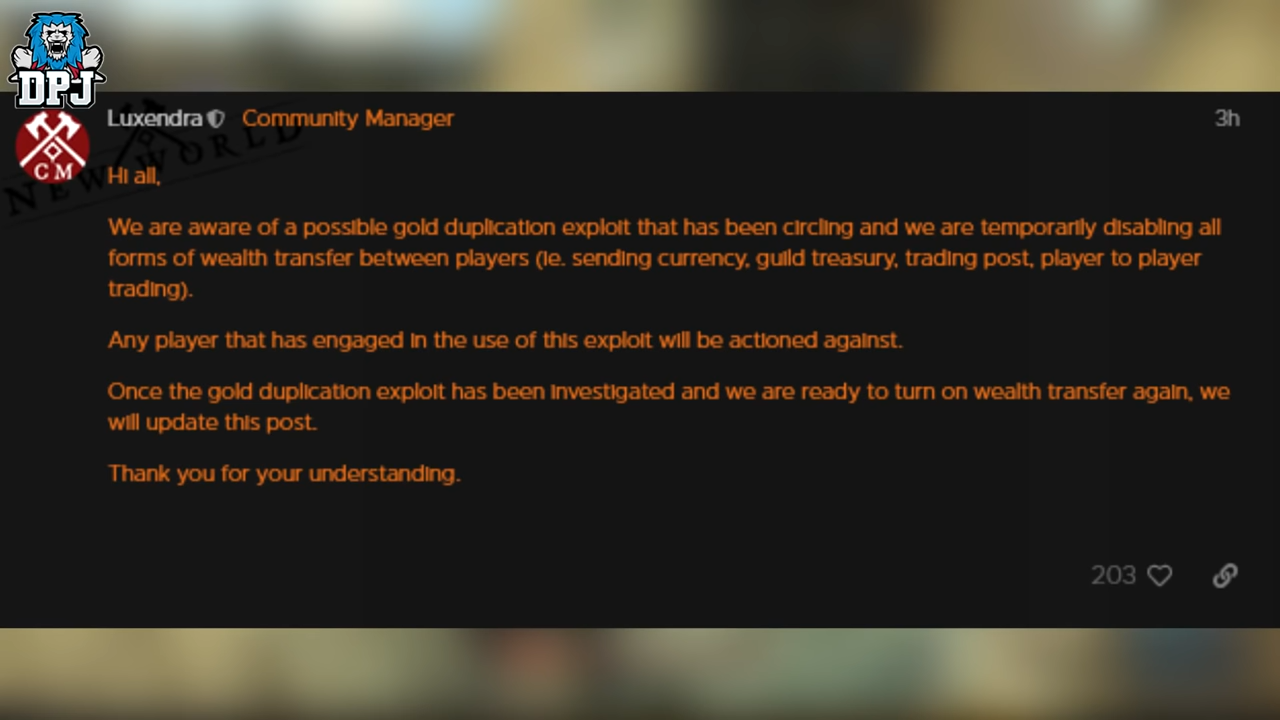 DPJ
Luxendra Community Manager 3h
CM
NEW WORLD
Hi all,
We are aware of a possible gold duplication exploit that has been circling and we are temporarily disabling all
forms of wealth transfer between players (ie. sending currency, guild treasury, trading post, player to player
trading).
Any player that has engaged in the use of this exploit will be actioned against.
Once the gold duplication exploit has been investigated and we are ready to turn on wealth transfer again, we
will update this post.
Thank you for your understanding.
203